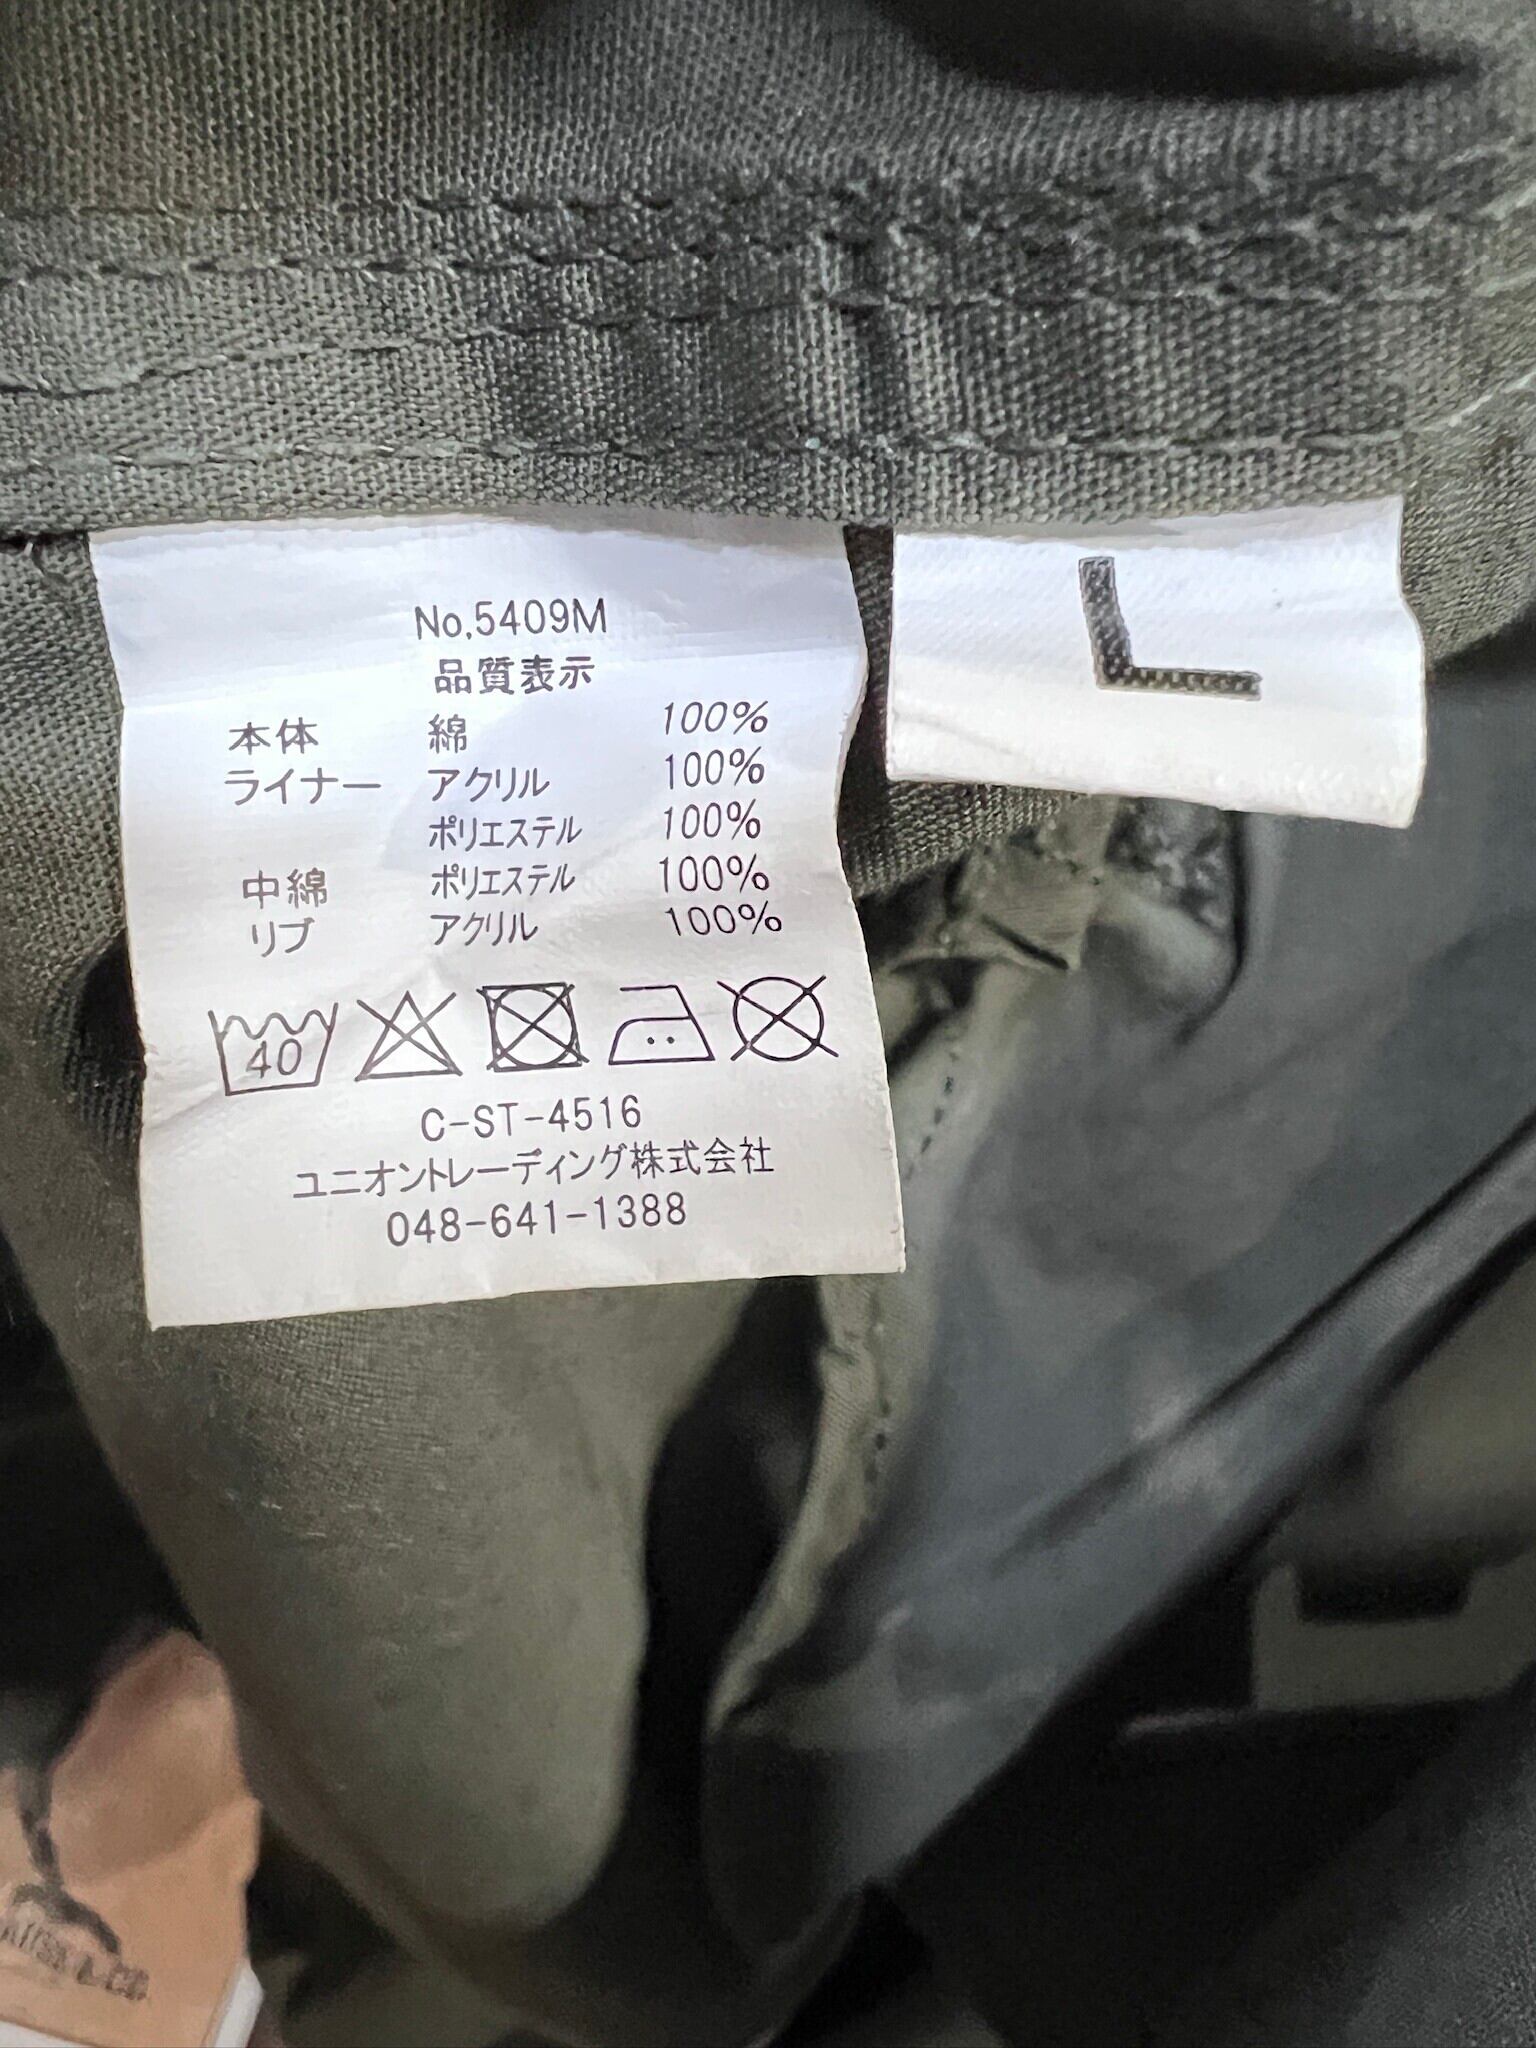 No.5409M
品質表示
本体 綿 100%
ライナー アクリル 100%
ポリエステル 100%
中綿 ポリエステル 100%
リブ アクリル 100%
40
C-ST-4516
ユニオントレーディング株式会社
048-641-1388
L